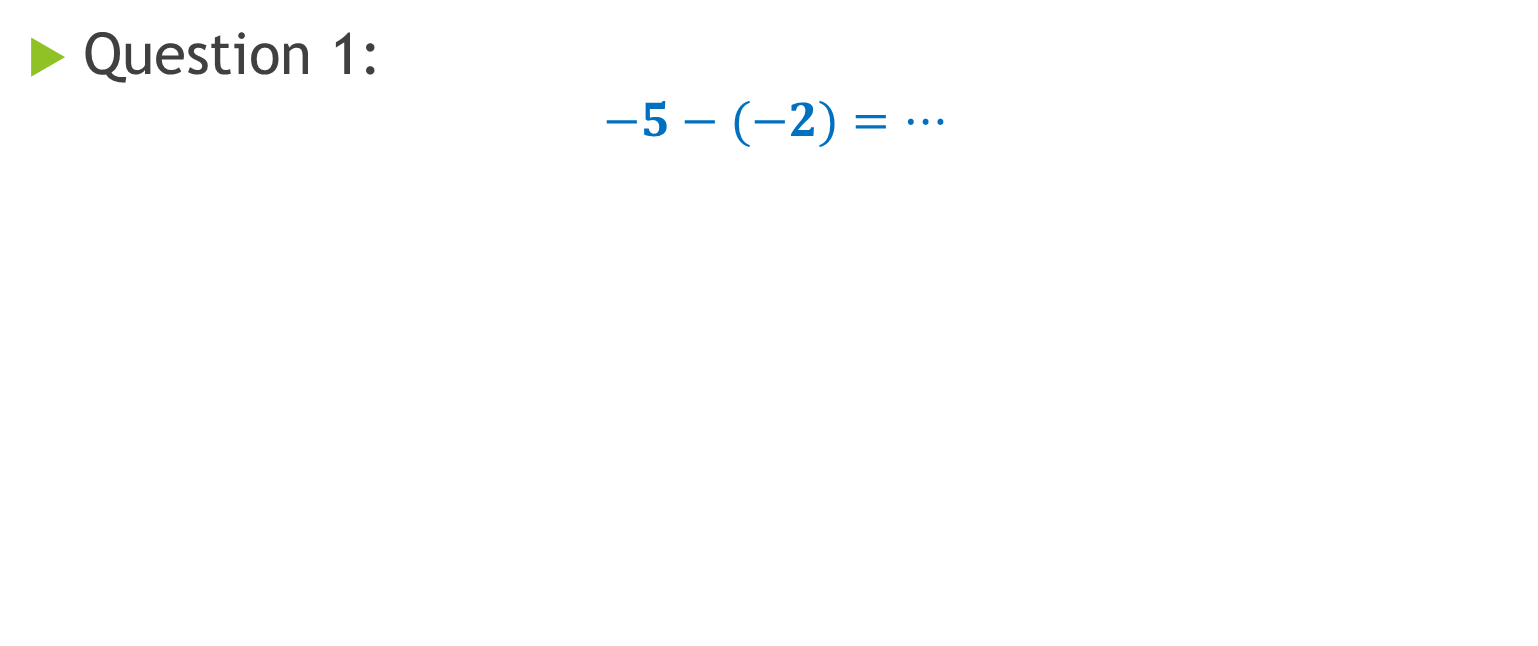 Question 1:
−5 − (−2) = ⋯